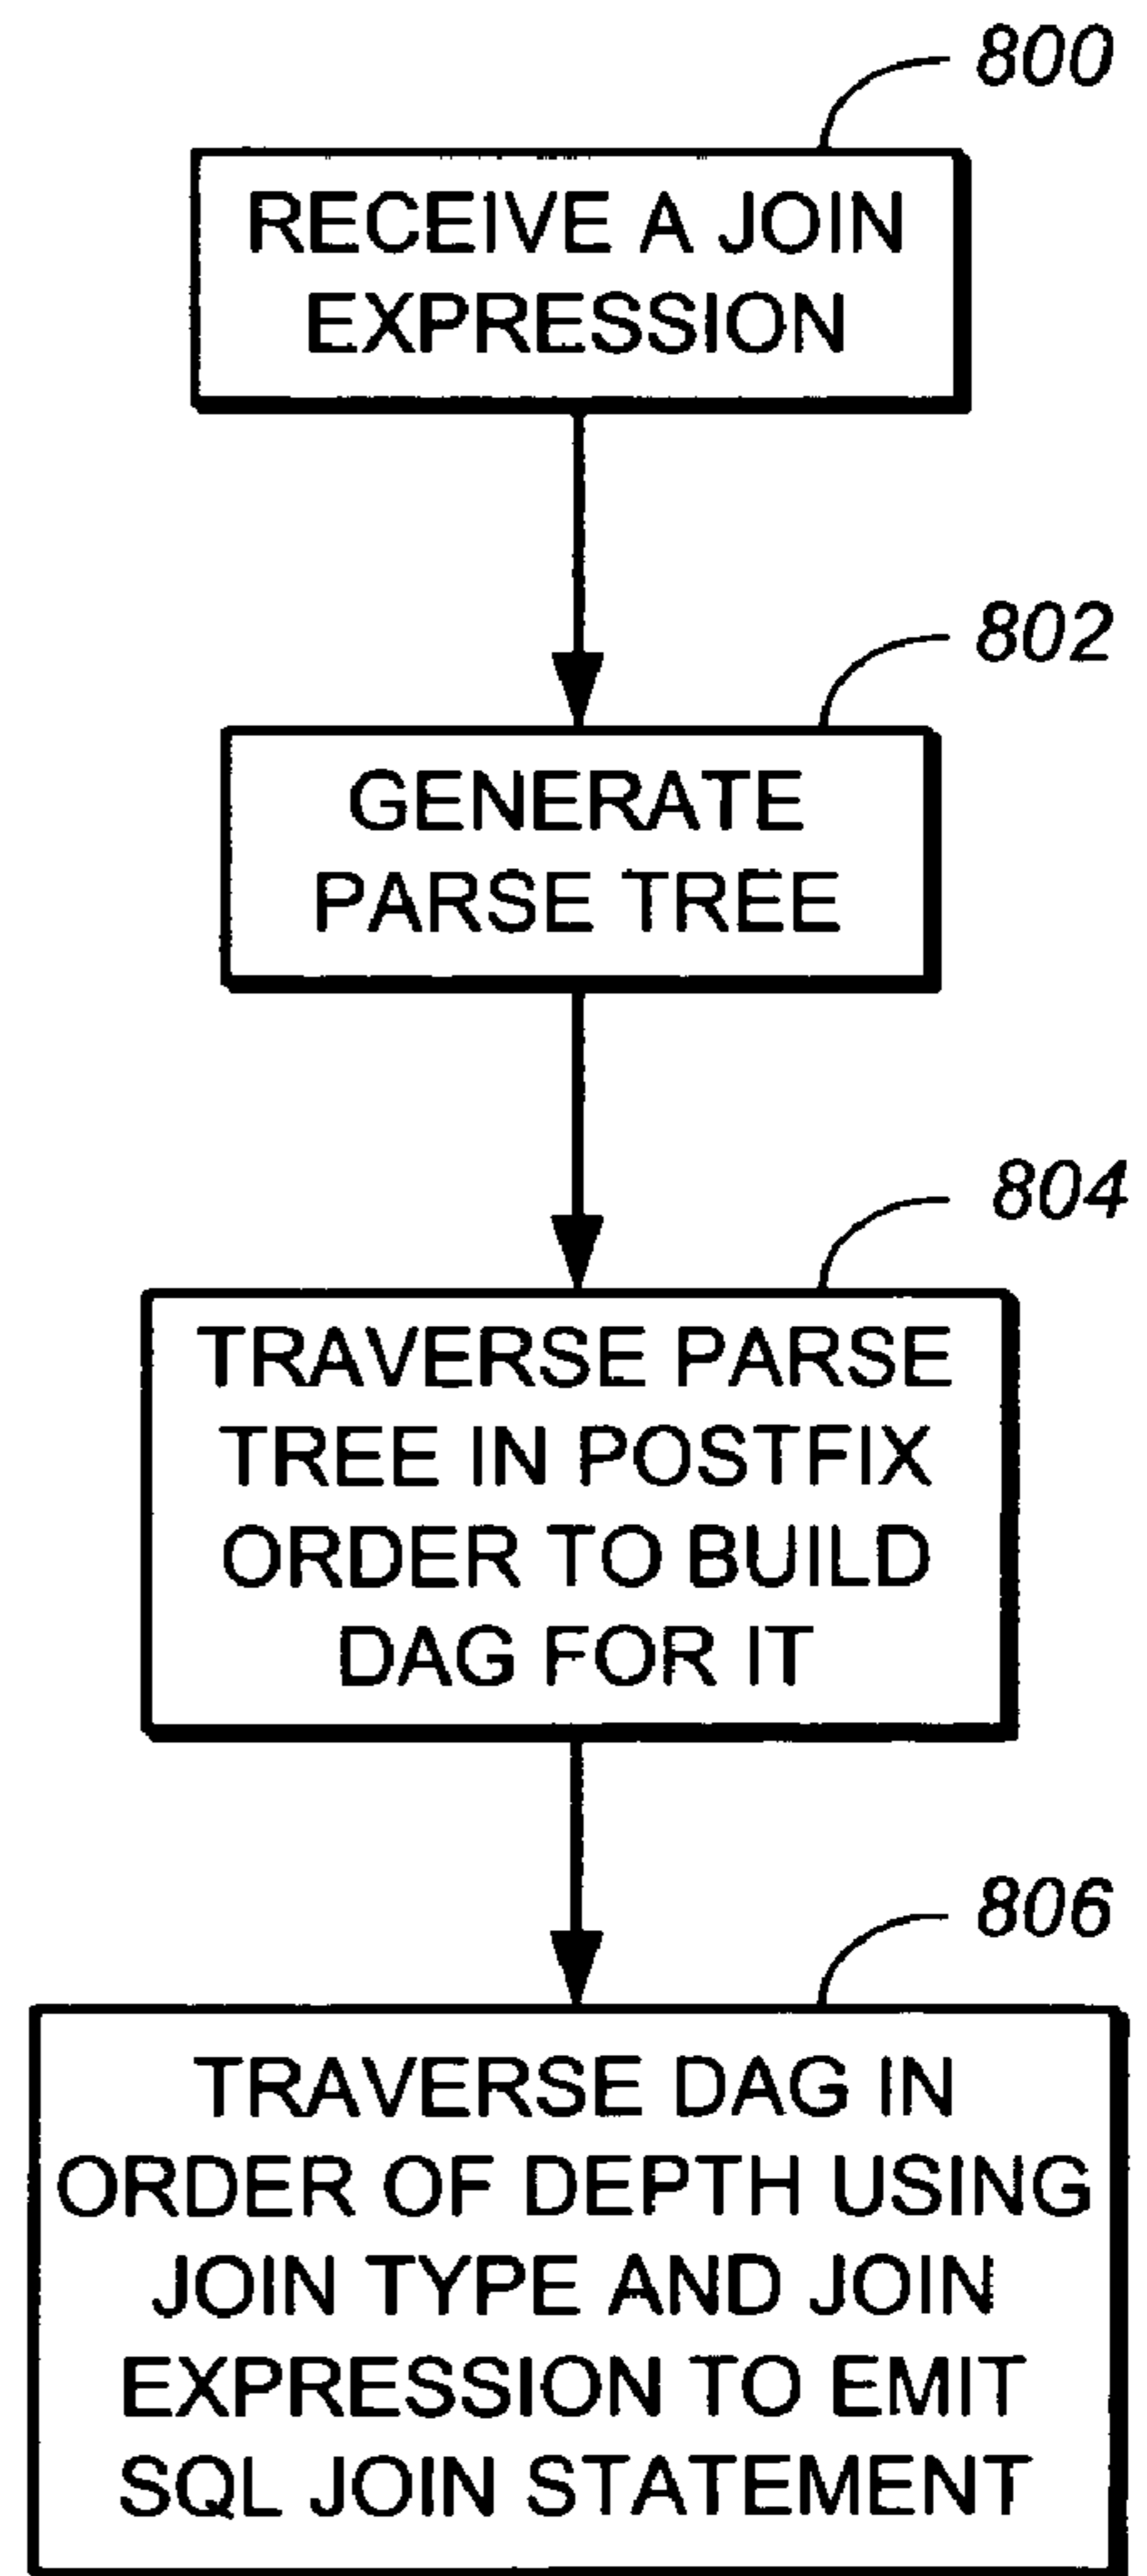 800
RECEIVE A JOIN
EXPRESSION
802
GENERATE
PARSE TREE
804
TRAVERSE PARSE
TREE IN POSTFIX
ORDER TO BUILD
DAG FOR IT
806
TRAVERSE DAG IN
ORDER OF DEPTH USING
JOIN TYPE AND JOIN
EXPRESSION TO EMIT
SQL JOIN STATEMENT